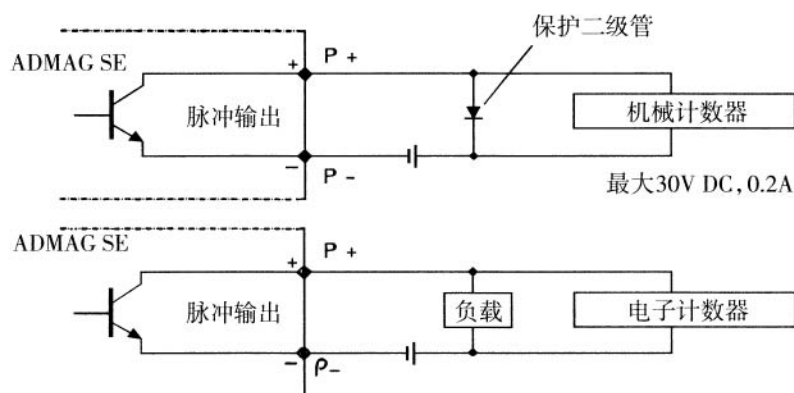 保护二级管
P +
ADMAG SE
+
脉冲输出
机械计数器
−
P −
最大30V DC, 0.2A
P +
ADMAG SE
+
脉冲输出
负载
电子计数器
−
P−